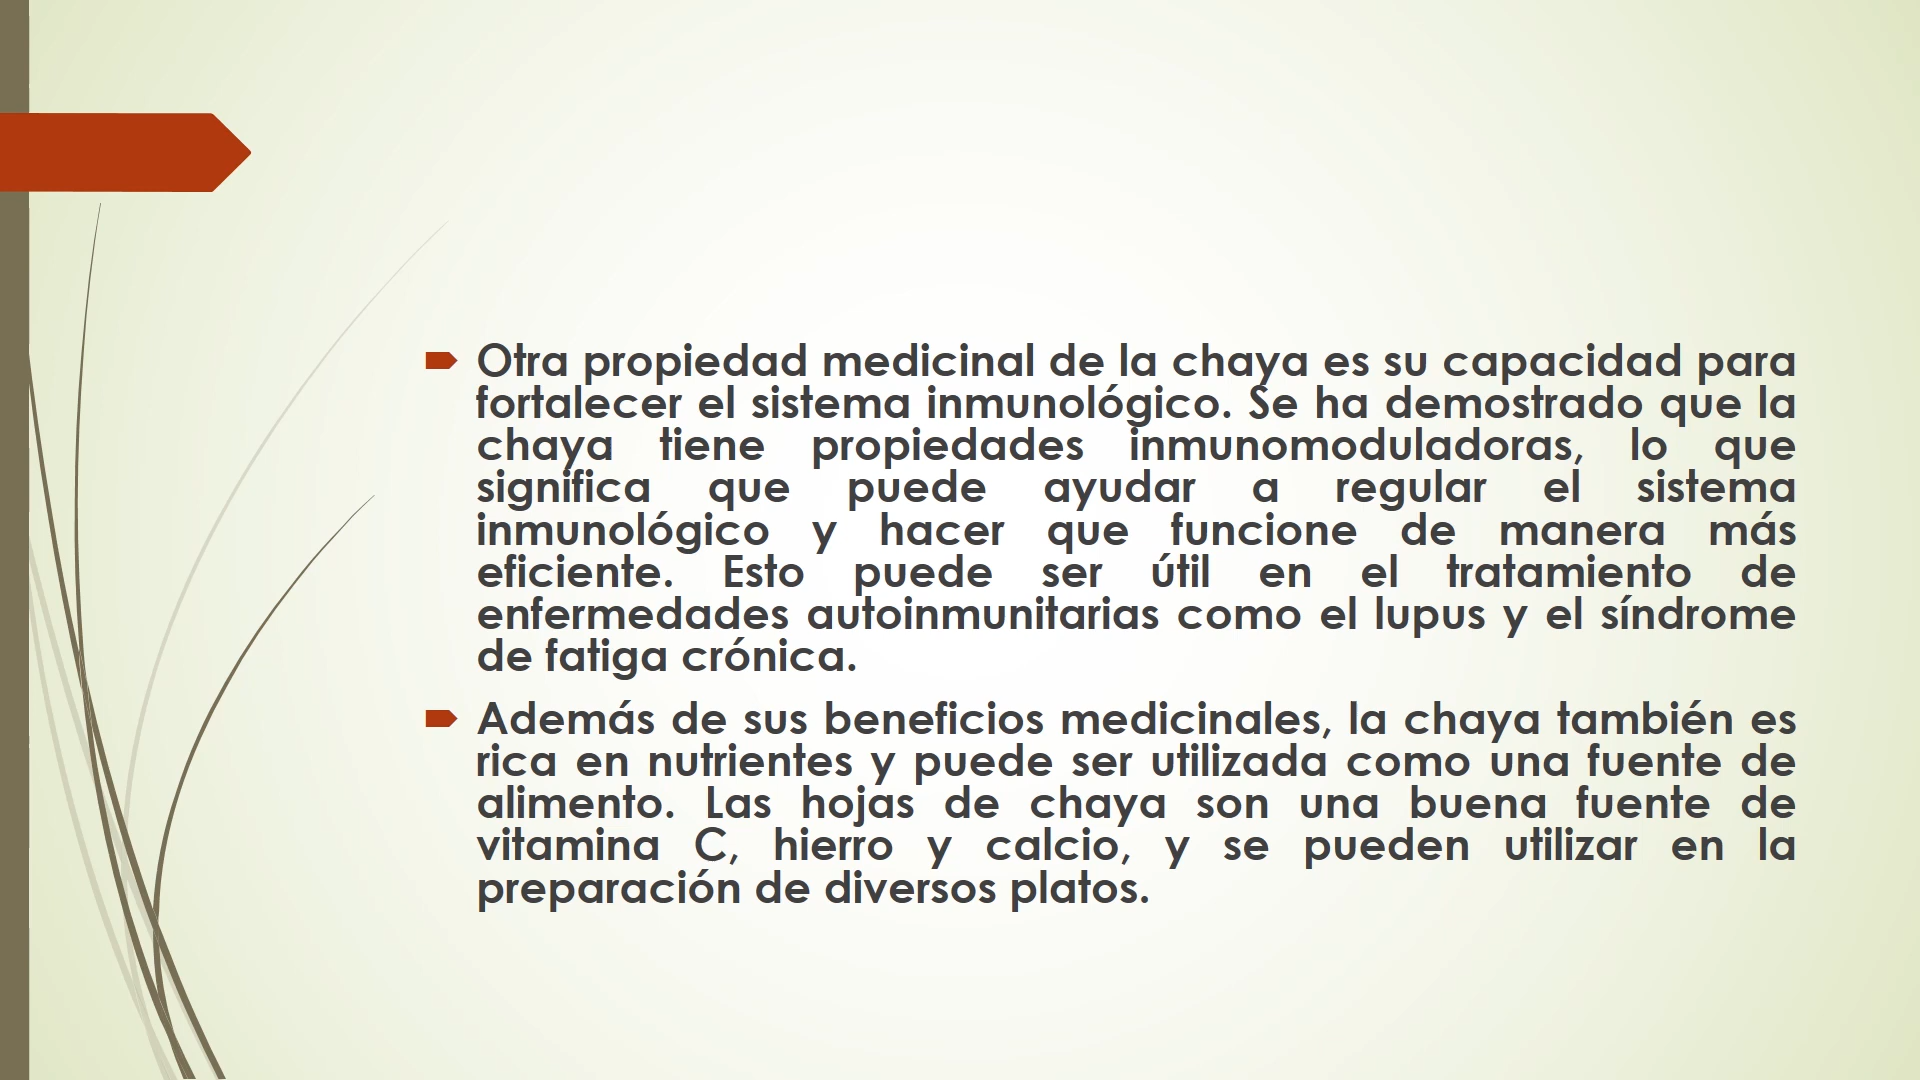 Otra propiedad medicinal de la chaya es su capacidad para
fortalecer el sistema inmunológico. Se ha demostrado que la
chaya tiene propiedades inmunomoduladoras, lo que
significa que puede ayudar a regular el sistema
inmunológico y hacer que funcione de manera más
eficiente. Esto puede ser útil en el tratamiento de
enfermedades autoinmunitarias como el lupus y el síndrome
de fatiga crónica.
Además de sus beneficios medicinales, la chaya también es
rica en nutrientes y puede ser utilizada como una fuente de
alimento. Las hojas de chaya son una buena fuente de
vitamina C, hierro y calcio, y se pueden utilizar en la
preparación de diversos platos.